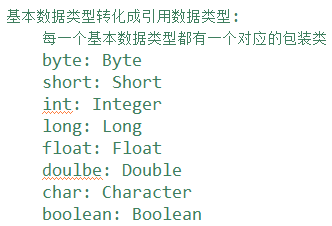 基本数据类型转化成引用数据类型:
每一个基本数据类型都有一个对应的包装类
byte: Byte
short: Short
int: Integer
long: Long
float: Float
doulbe: Double
char: Character
boolean: Boolean